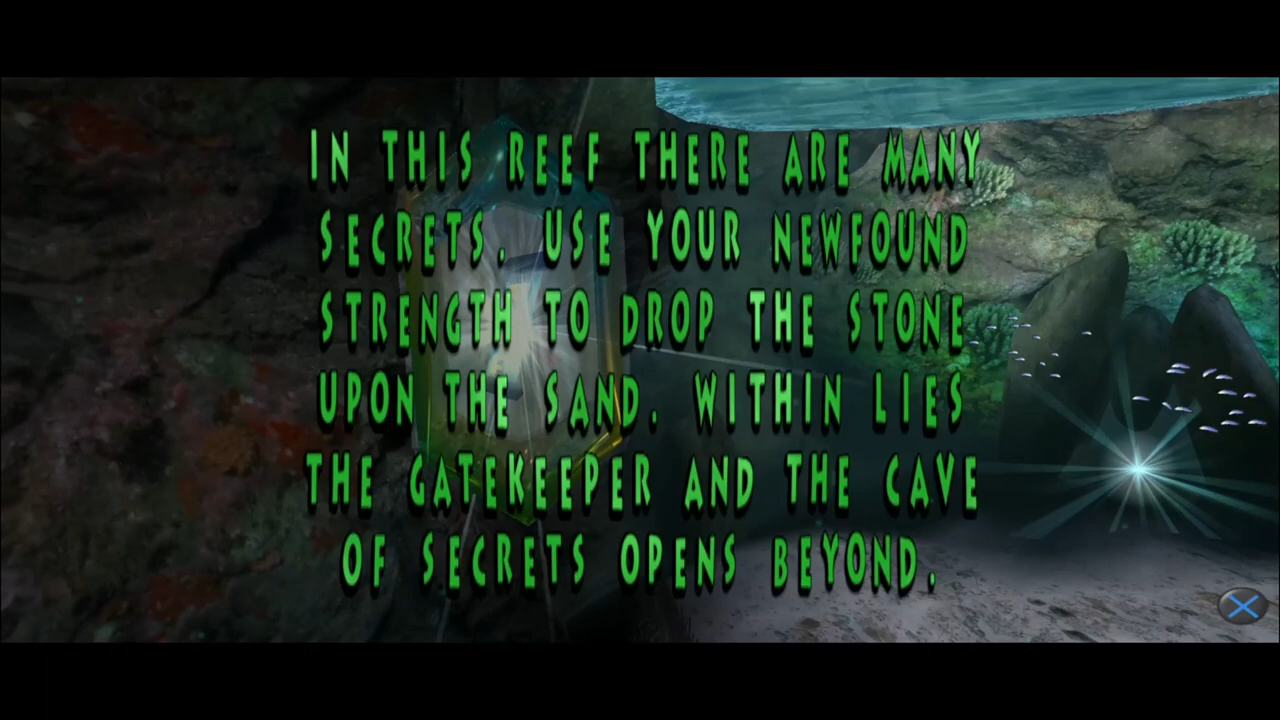 IN THIS REEF THERE ARE MANY
SECRETS. USE YOUR NEWFOUND
STRENGTH TO DROP THE STONE
UPON THE SAND. WITHIN LIES
THE GATEKEEPER AND THE CAVE
OF SECRETS OPENS BEYOND.